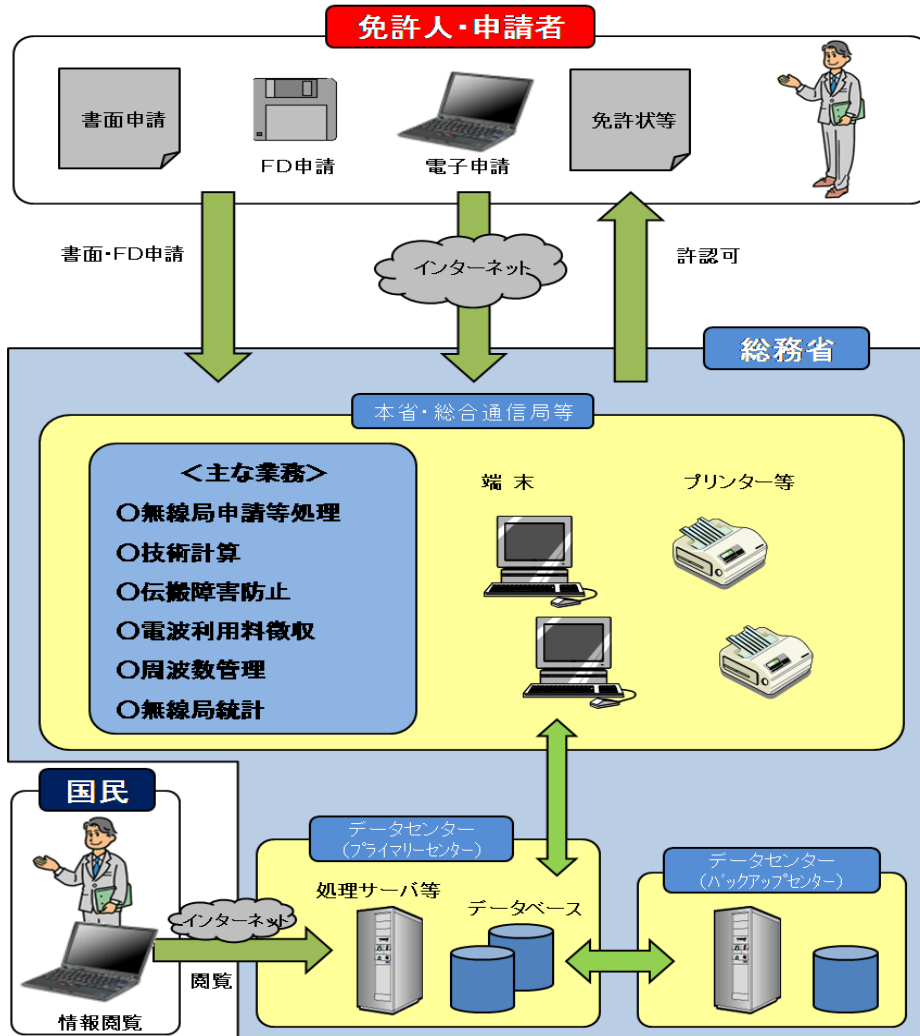 免許人・申請者
書面申請
FD申請
電子申請
免許状等
書面・FD申請
インターネット
許認可
総務省
本省・総合通信局等
＜主な業務＞
○無線局申請等処理
○技術計算
○伝搬障害防止
○電波利用料徴収
○周波数管理
○無線局統計
端 末
プリンター等
国民
インターネット
閲覧
情報閲覧
データセンター
(プライマリーセンター)
処理サーバ等
データベース
データセンター
(バックアップセンター)